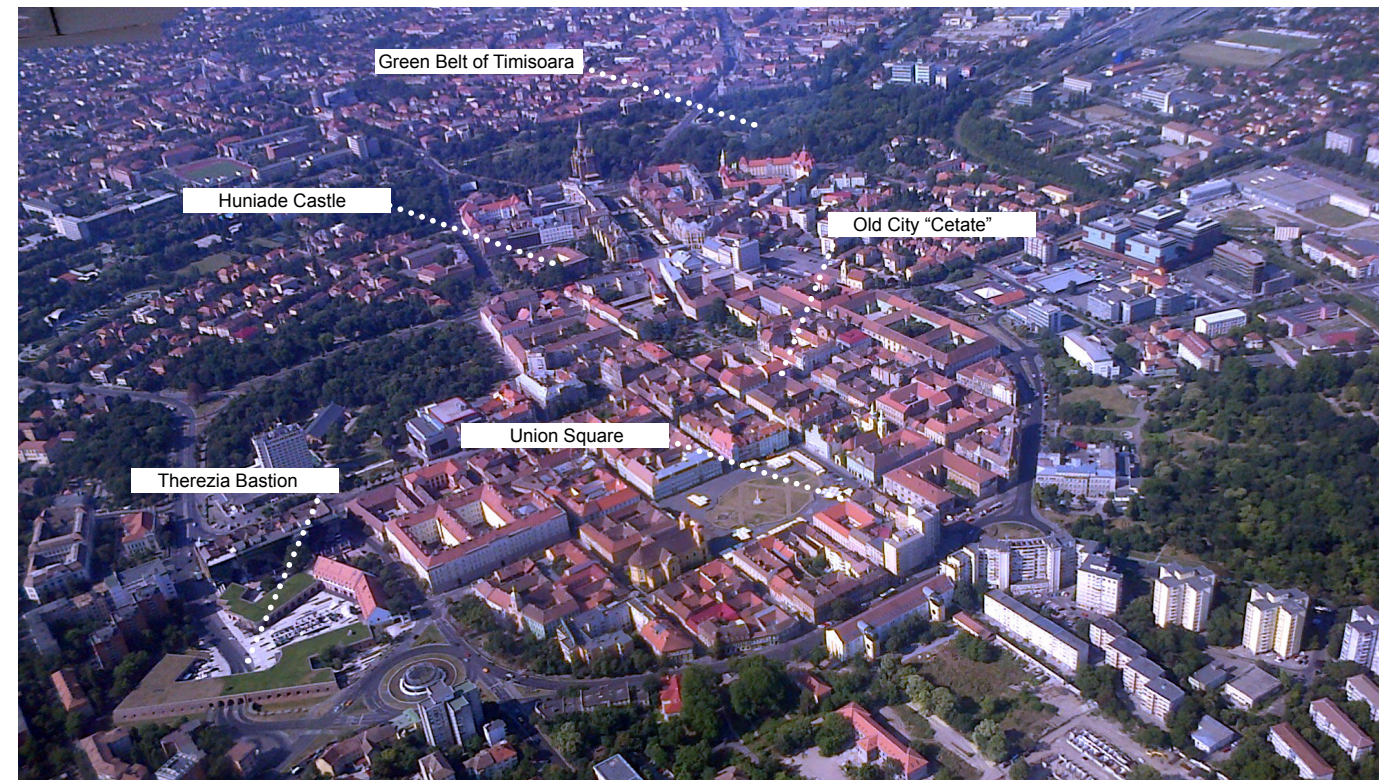 Green Belt of Timisoara
Huniade Castle
Old City “Cetate”
Union Square
Therezia Bastion